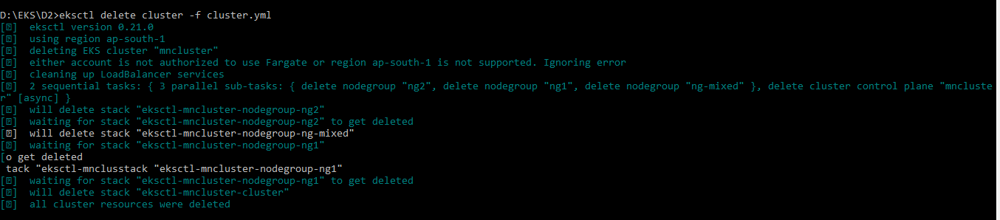 D:\EKS\D2>eksctl delete cluster -f cluster.yml
[?]  eksctl version 0.21.0
[?]  using region ap-south-1
[?]  deleting EKS cluster "mncluster"
[?]  either account is not authorized to use Fargate or region ap-south-1 is not supported. Ignoring error
[?]  cleaning up LoadBalancer services
[?]  2 sequential tasks: { 3 parallel sub-tasks: { delete nodegroup "ng2", delete nodegroup "ng1", delete nodegroup "ng-mixed" }, delete cluster control plane "mncluste
r" [async] }
[?]  will delete stack "eksctl-mncluster-nodegroup-ng2"
[?]  waiting for stack "eksctl-mncluster-nodegroup-ng2" to get deleted
[?]  will delete stack "eksctl-mncluster-nodegroup-ng-mixed"
[?]  waiting for stack "eksctl-mncluster-nodegroup-ng1"
[o get deleted
 tack "eksctl-mnclusstack "eksctl-mncluster-nodegroup-ng1"
[?]  waiting for stack "eksctl-mncluster-nodegroup-ng1" to get deleted
[?]  will delete stack "eksctl-mncluster-cluster"
[?]  all cluster resources were deleted